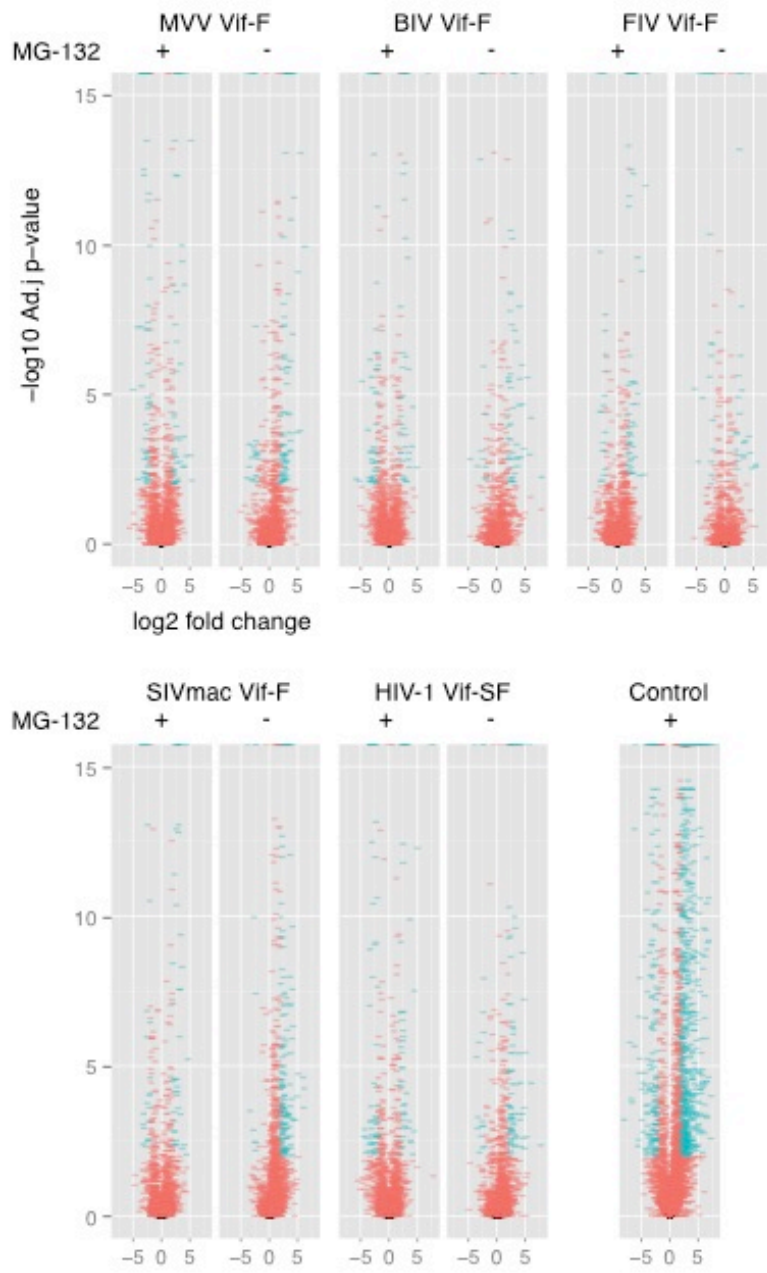 MVV Vif-F BIV Vif-F FIV Vif-F
MG-132 + - + - + -
15
10
5
0
-log10 Ad.j p-value
-5 0 5 -5 0 5 -5 0 5 -5 0 5 -5 0 5 -5 0 5
log2 fold change
SIVmac Vif-F HIV-1 Vif-SF Control
MG-132 + - + - +
15
10
5
0
-5 0 5 -5 0 5 -5 0 5 -5 0 5 -5 0 5